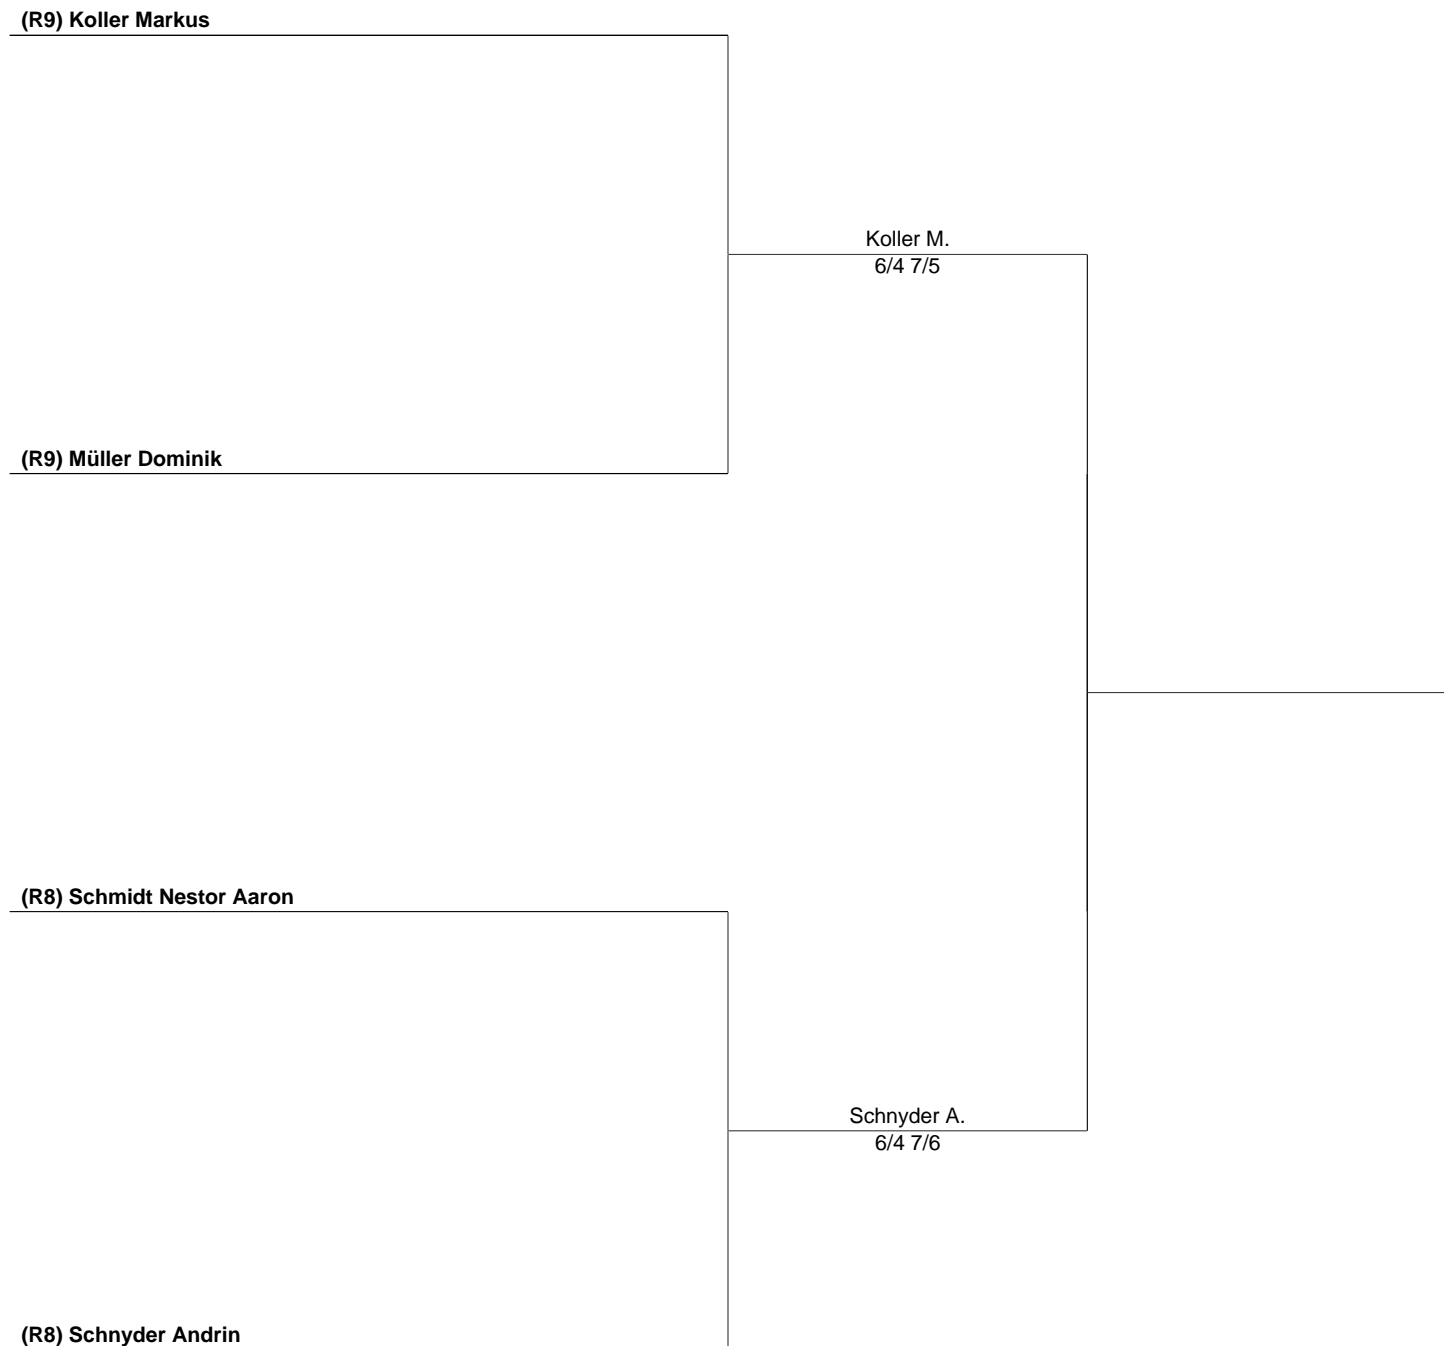 (R9) Koller Markus
Koller M.
6/4 7/5
(R9) Müller Dominik
(R8) Schmidt Nestor Aaron
Schnyder A.
6/4 7/6
(R8) Schnyder Andrin